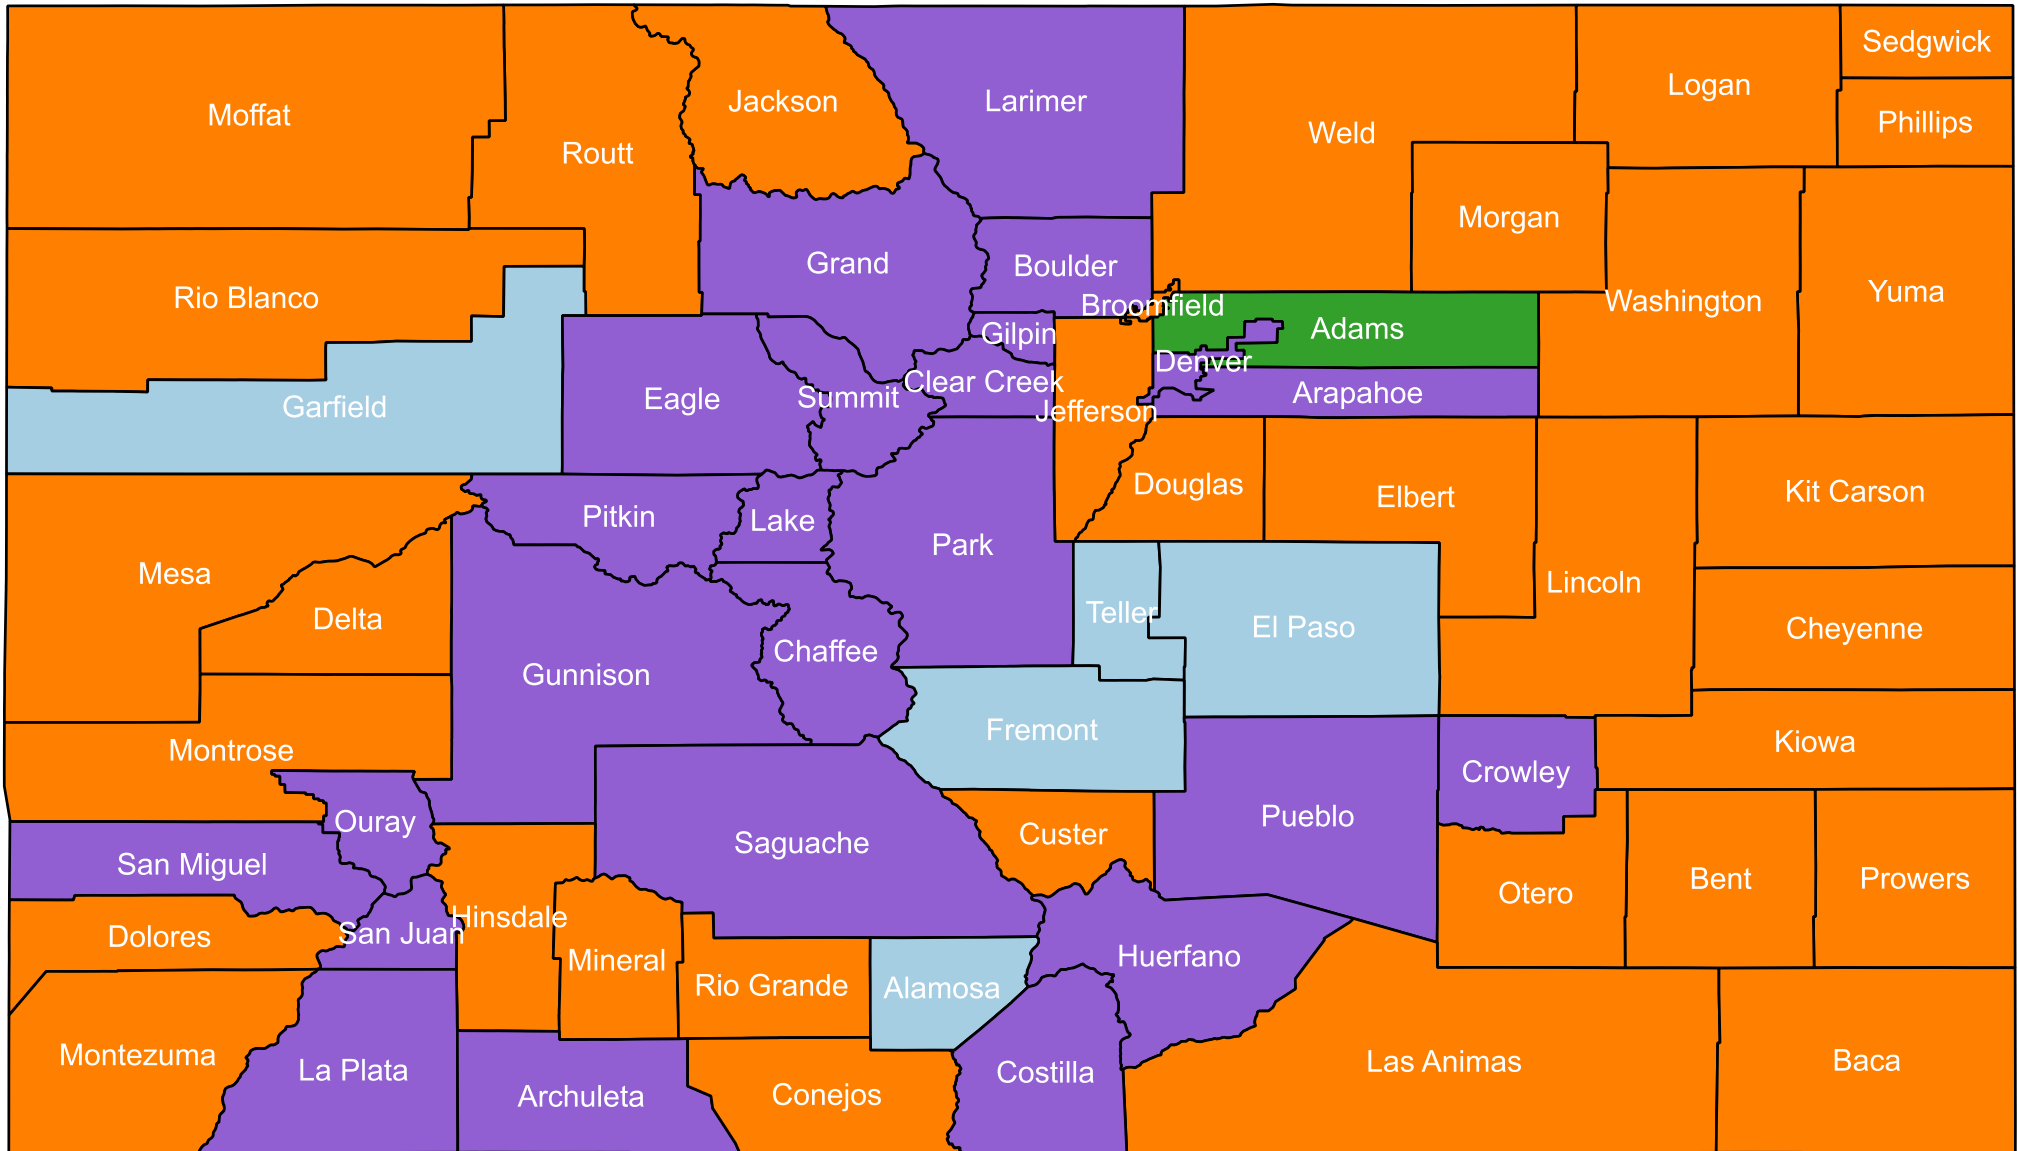 Sedgwick
Logan
Moffat
Jackson
Larimer
Phillips
Weld
Routt
Morgan
Grand
Boulder
Rio Blanco
Yuma
Washington
Broomfield
Adams
Gilpin
Denver
Clear Creek
Arapahoe
Summit
Eagle
Garfield
Jefferson
Douglas
Kit Carson
Elbert
Pitkin
Lake
Park
Mesa
Lincoln
Teller
Delta
El Paso
Cheyenne
Chaffee
Gunnison
Fremont
Kiowa
Montrose
Crowley
Pueblo
Ouray
Custer
Saguache
San Miguel
Bent
Prowers
Otero
Hinsdale
San Juan
Dolores
Huerfano
Mineral
Rio Grande
Alamosa
Montezuma
La Plata
Las Animas
Baca
Costilla
Conejos
Archuleta